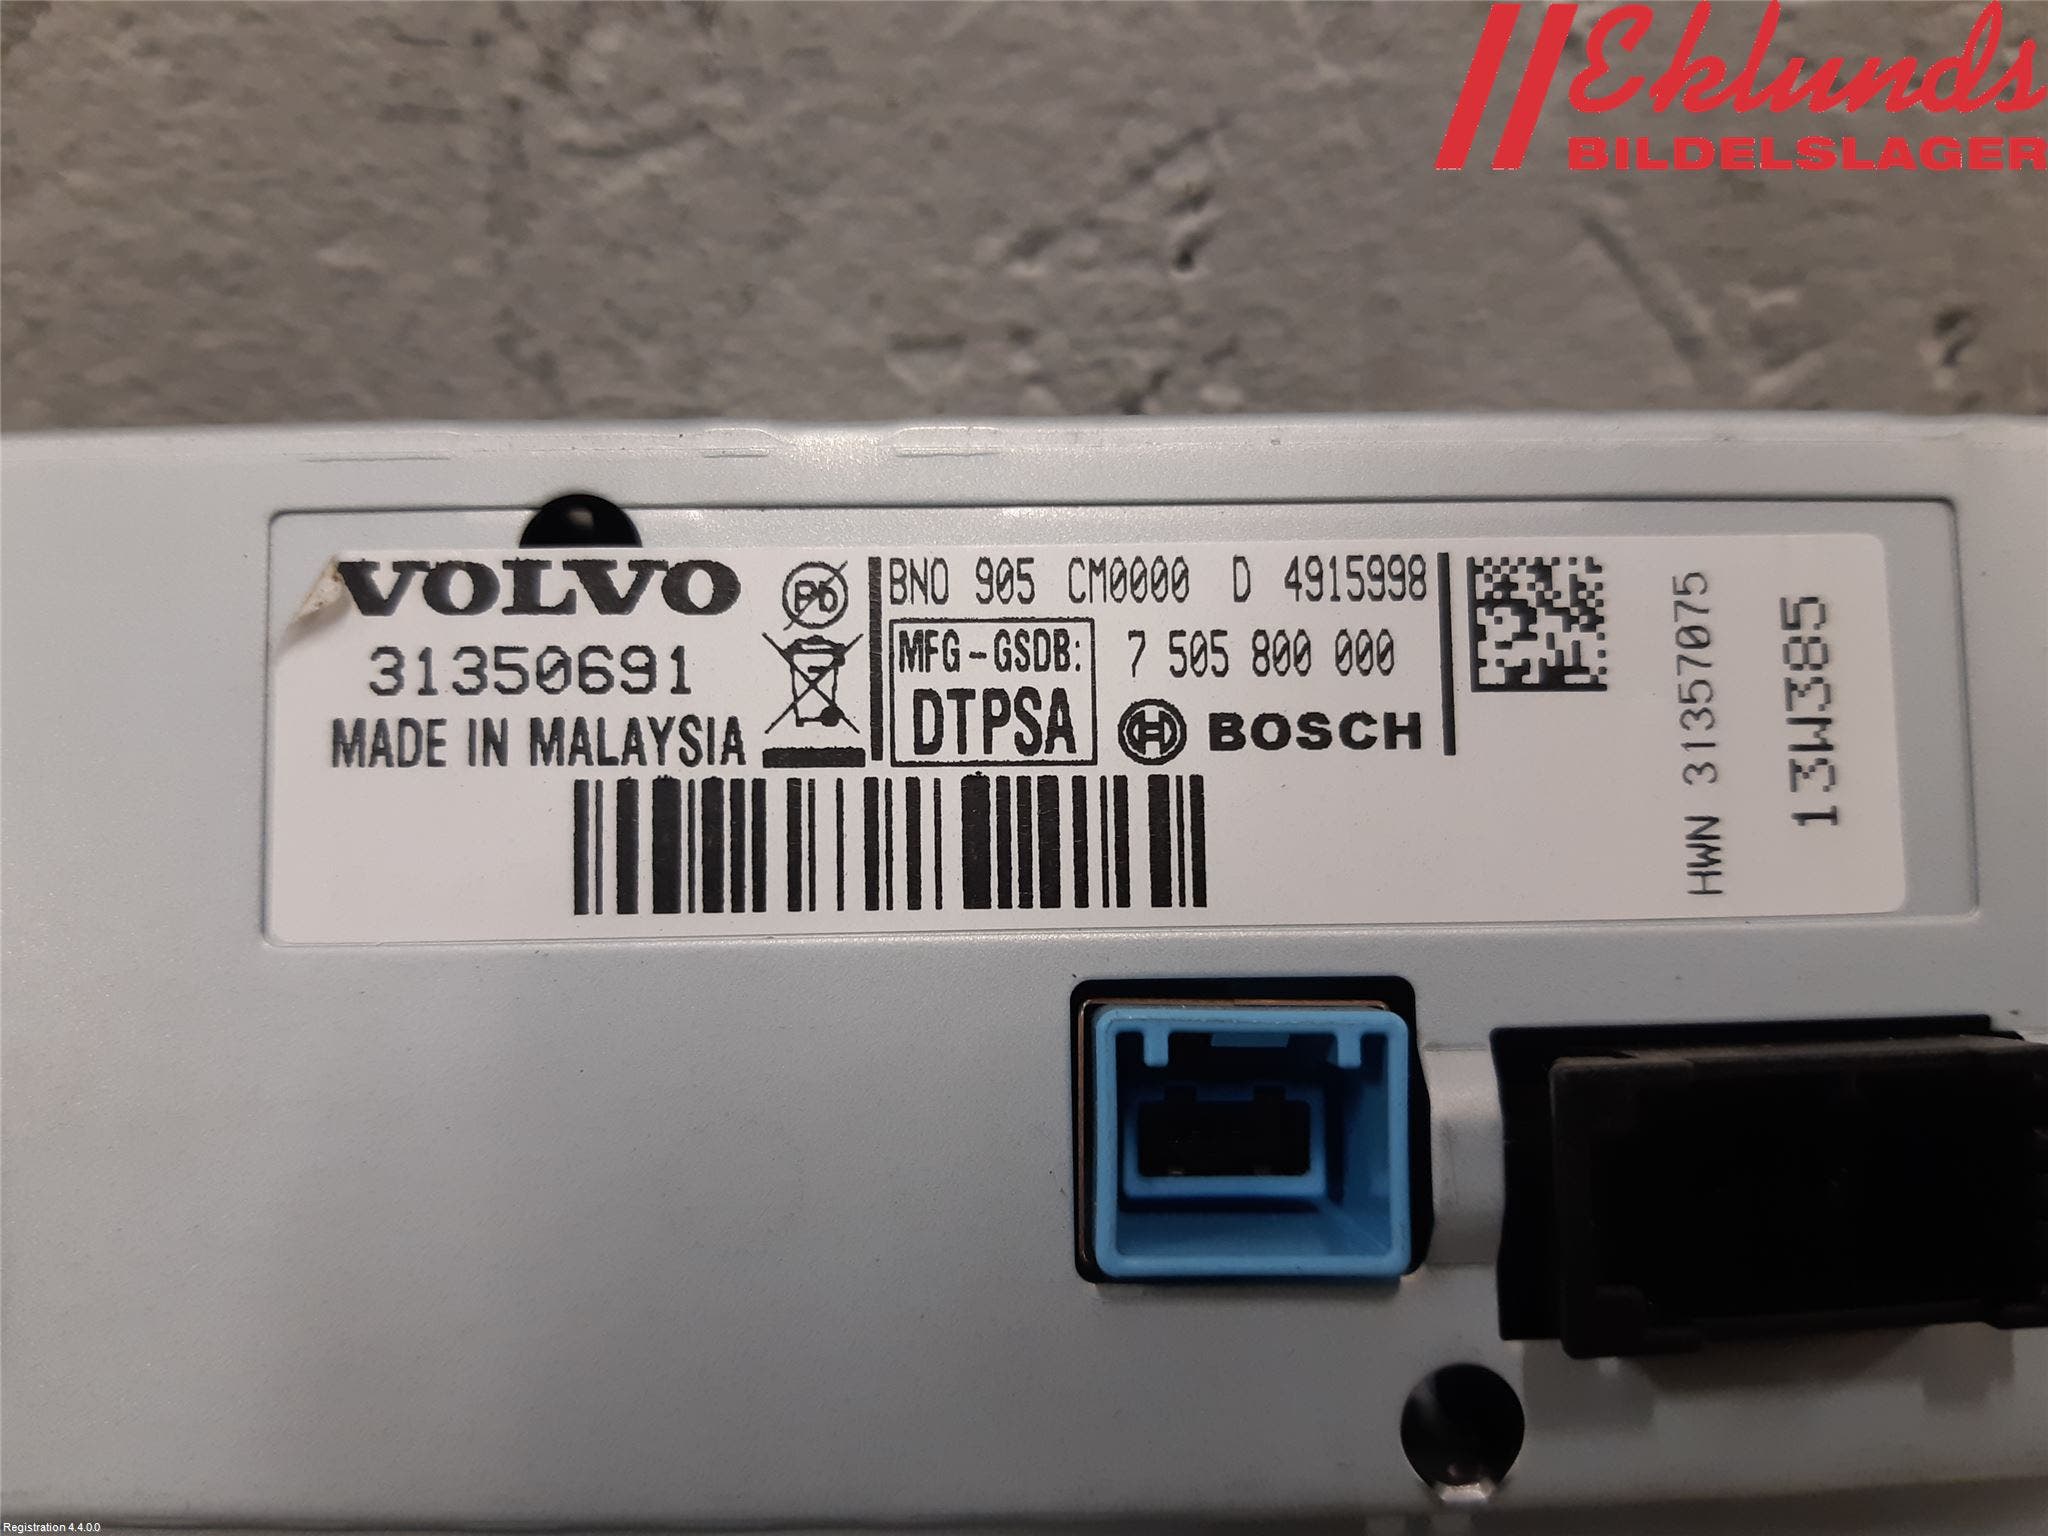 Eklunds
BILDELSLAGER
VOLVO
31350691
MADE IN MALAYSIA
Pb
BNO 905 CM0000 D 4915998
MFG-GSDB:
DTPSA
7 505 800 000
BOSCH
HWN 31357075
13W385
Registration 4.4.0.0